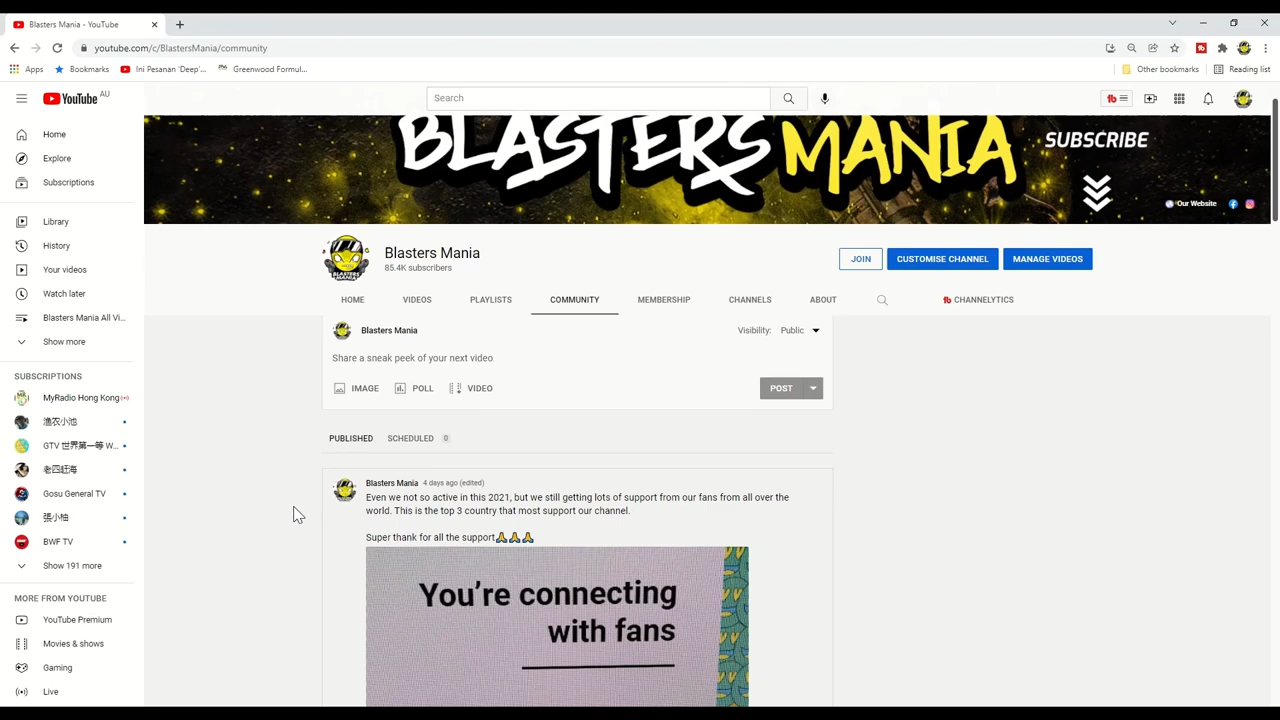 Blasters Mania - YouTube
youtube.com/c/BlastersMania/community
Apps
Bookmarks
Ini Pesanan 'Deep'...
Greenwood Formul...
Other bookmarks
Reading list
YouTube AU
Search
Home
Explore
Subscriptions
Library
History
Your videos
Watch later
Blasters Mania All Vi...
Show more
SUBSCRIPTIONS
MyRadio Hong Kong
渔农小池
GTV 世界第一等 W...
老四赶海
Gosu General TV
張小柚
BWF TV
Show 191 more
MORE FROM YOUTUBE
YouTube Premium
Movies & shows
Gaming
Live
BLASTERS MANIA
SUBSCRIBE
Our Website
Blasters Mania
85.4K subscribers
JOIN
CUSTOMISE CHANNEL
MANAGE VIDEOS
HOME
VIDEOS
PLAYLISTS
COMMUNITY
MEMBERSHIP
CHANNELS
ABOUT
CHANNELYTICS
Blasters Mania
Visibility: Public
Share a sneak peek of your next video
IMAGE
POLL
VIDEO
POST
PUBLISHED
SCHEDULED 0
Blasters Mania 4 days ago (edited)
Even we not so active in this 2021, but we still getting lots of support from our fans from all over the
world. This is the top 3 country that most support our channel.
Super thank for all the support🙏🙏🙏
You're connecting
with fans